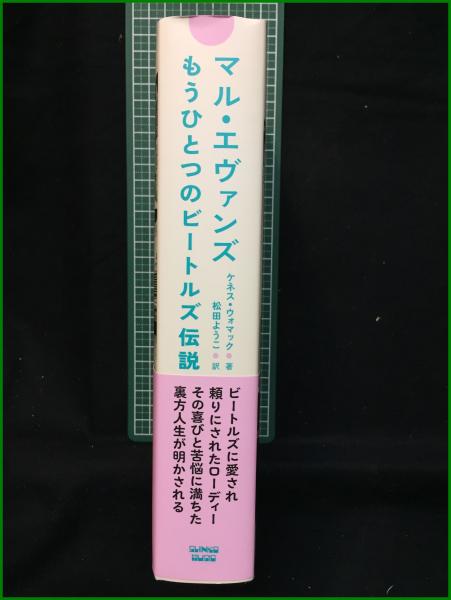 マル・エヴァンズ
もうひとつのビートルズ伝説
ケネス・ウォマック●著
松田ようこ●訳
ビートルズに愛され
頼りにされたローディー
その喜びと苦悩に満ちた
裏方人生が明かされる